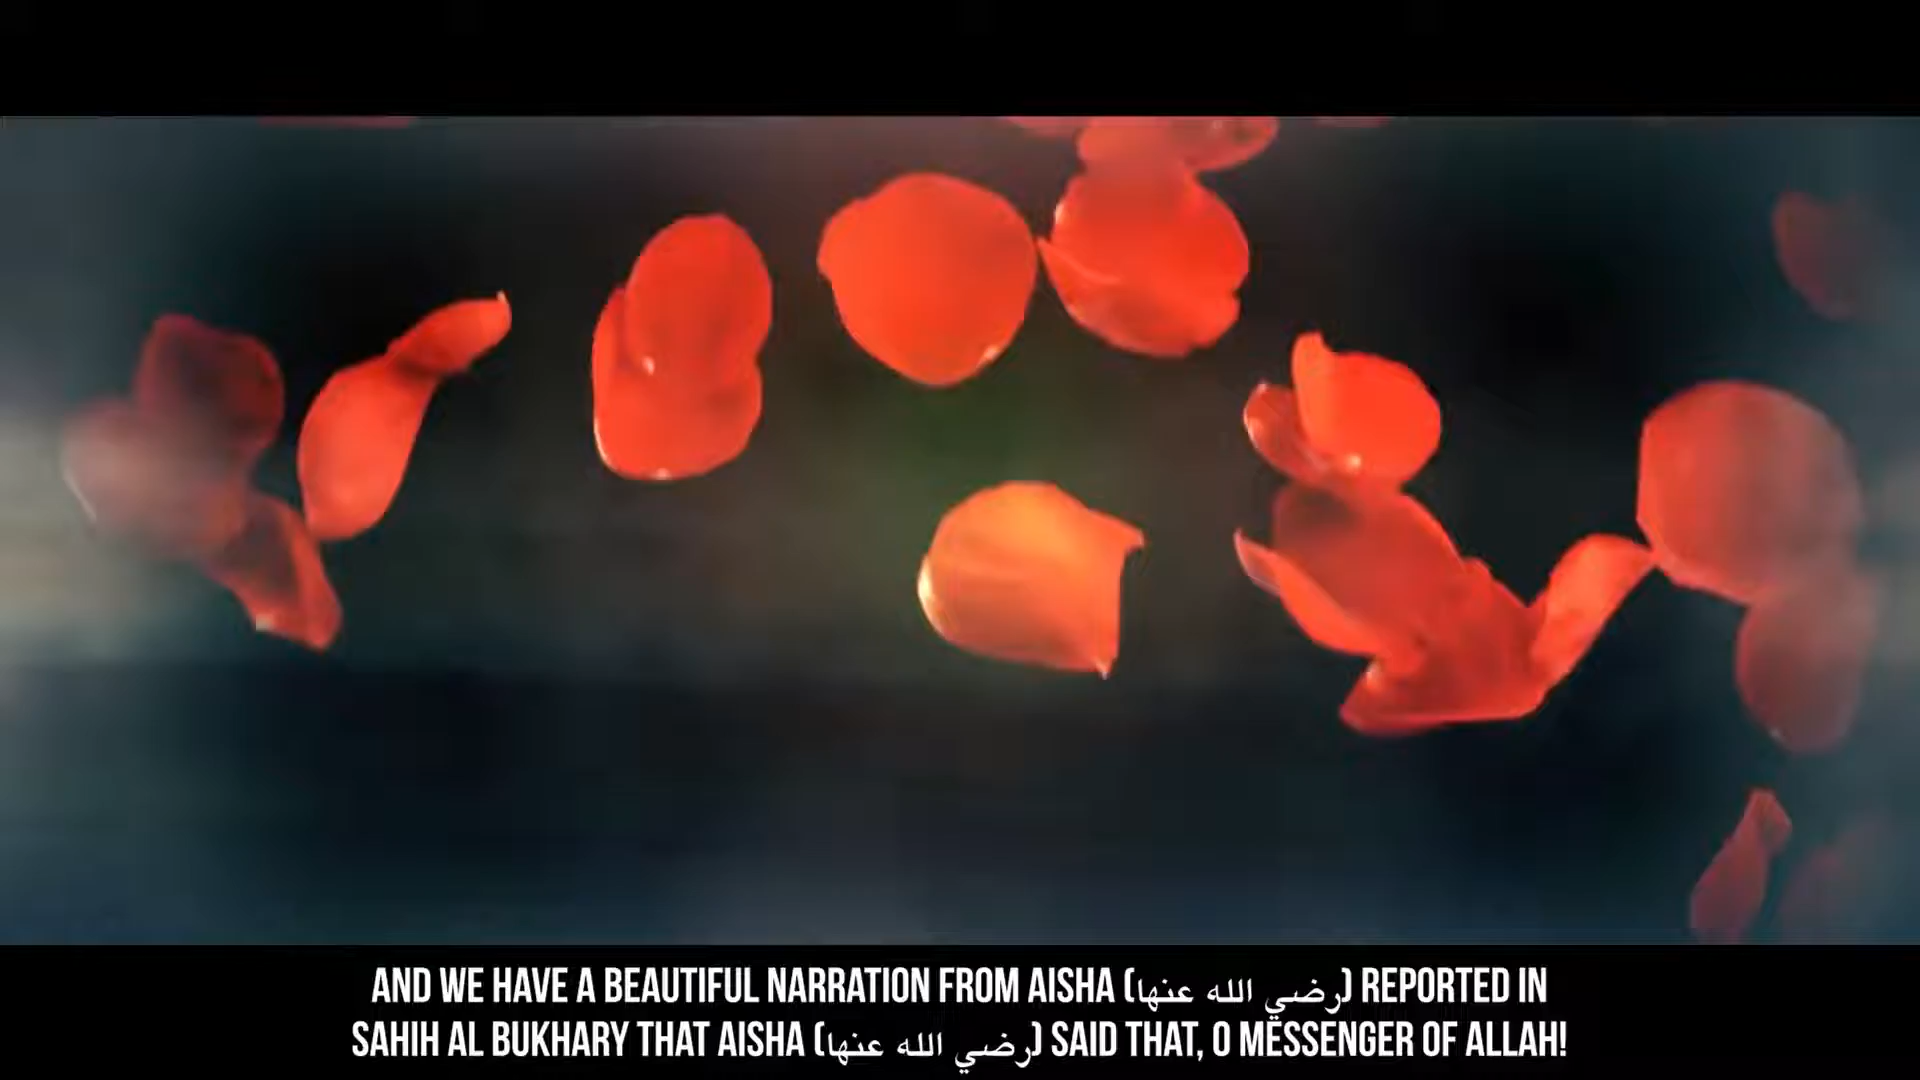 AND WE HAVE A BEAUTIFUL NARRATION FROM AISHA (رضي الله عنها) REPORTED IN
SAHIH AL BUKHARY THAT AISHA (رضي الله عنها) SAID THAT, O MESSENGER OF ALLAH!